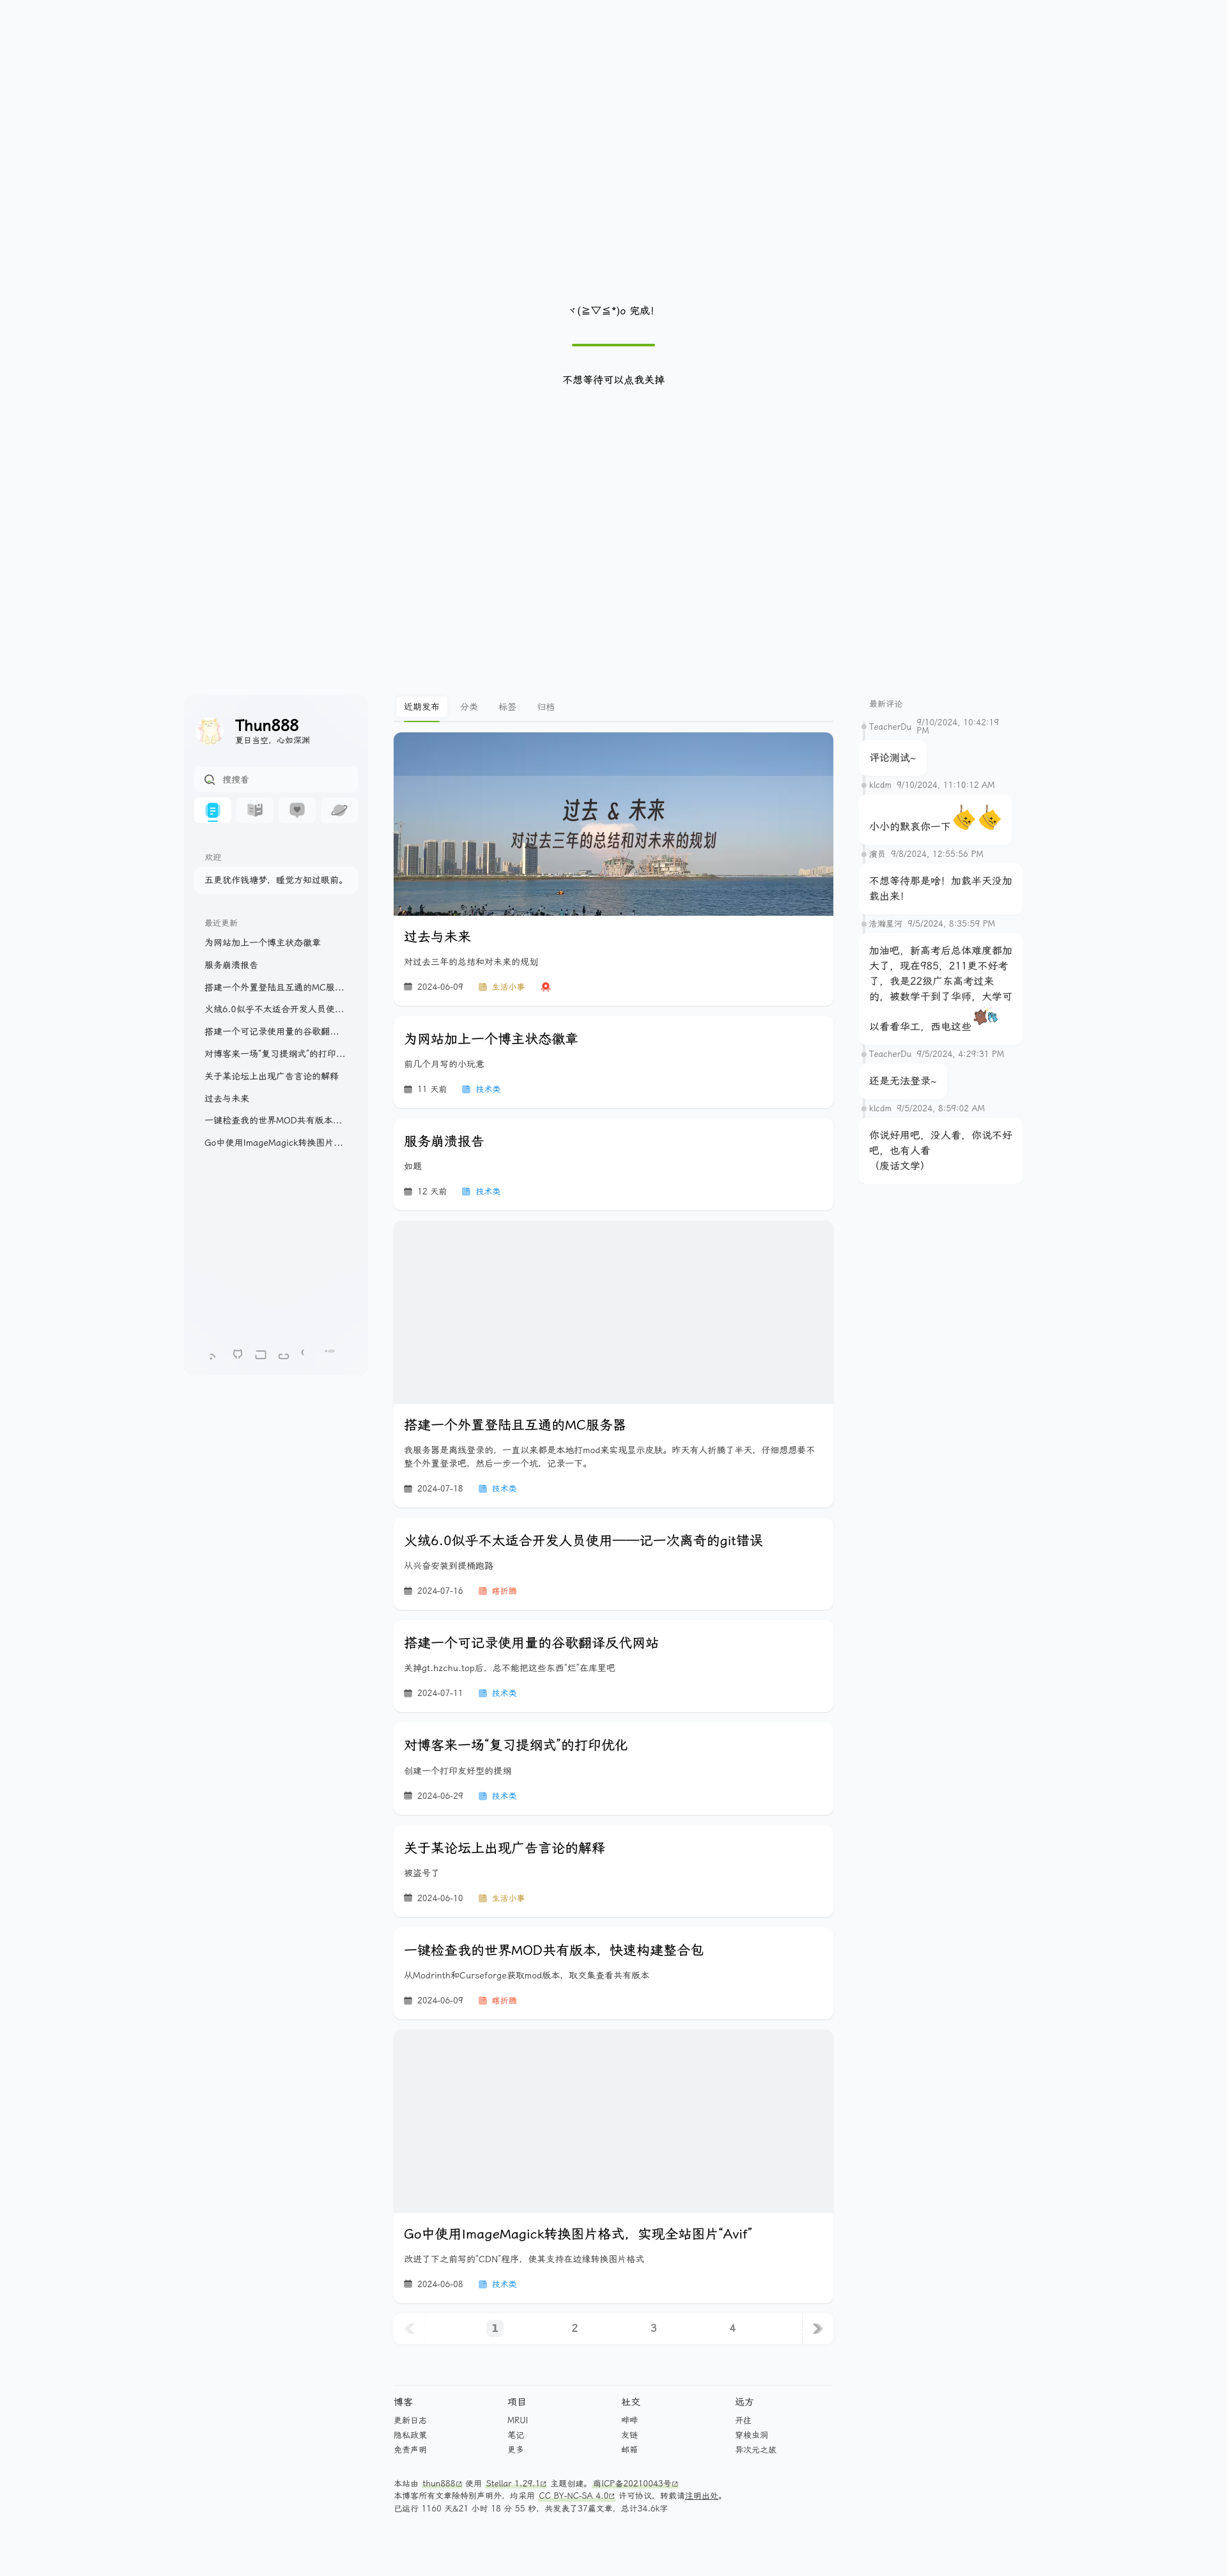 ヾ(≧▽≦*)o 完成！
不想等待可以点我关掉
Thun888
夏日当空，心如深渊
搜搜看
欢迎
五更犹作钱塘梦，睡觉方知过眼前。
最近更新
为网站加上一个博主状态徽章
服务崩溃报告
搭建一个外置登陆且互通的MC服...
火绒6.0似乎不太适合开发人员使...
搭建一个可记录使用量的谷歌翻...
对博客来一场“复习提纲式”的打印...
关于某论坛上出现广告言论的解释
过去与未来
一键检查我的世界MOD共有版本...
Go中使用ImageMagick转换图片...
近期发布 分类 标签 归档
过去 & 未来
对过去三年的总结和对未来的规划
过去与未来
对过去三年的总结和对未来的规划
2024-06-09 生活小事
为网站加上一个博主状态徽章
前几个月写的小玩意
11 天前 技术类
服务崩溃报告
如题
12 天前 技术类
搭建一个外置登陆且互通的MC服务器
我服务器是离线登录的，一直以来都是本地打mod来实现显示皮肤。昨天有人折腾了半天，仔细想想要不
整个外置登录吧，然后一步一个坑，记录一下。
2024-07-18 技术类
火绒6.0似乎不太适合开发人员使用——记一次离奇的git错误
从兴奋安装到提桶跑路
2024-07-16 瞎折腾
搭建一个可记录使用量的谷歌翻译反代网站
关掉gt.hzchu.top后，总不能把这些东西“烂”在库里吧
2024-07-11 技术类
对博客来一场“复习提纲式”的打印优化
创建一个打印友好型的提纲
2024-06-29 技术类
关于某论坛上出现广告言论的解释
被盗号了
2024-06-10 生活小事
一键检查我的世界MOD共有版本，快速构建整合包
从Modrinth和Curseforge获取mod版本，取交集查看共有版本
2024-06-09 瞎折腾
Go中使用ImageMagick转换图片格式，实现全站图片“Avif”
改进了下之前写的“CDN”程序，使其支持在边缘转换图片格式
2024-06-08 技术类
1 2 3 4
最新评论
TeacherDu 9/10/2024, 10:42:19
PM
评论测试~
klcdm 9/10/2024, 11:10:12 AM
小小的默哀你一下
演员 9/8/2024, 12:55:56 PM
不想等待那是啥！加载半天没加
载出来！
浩瀚星河 9/5/2024, 8:35:59 PM
加油吧，新高考后总体难度都加
大了，现在985，211更不好考
了，我是22级广东高考过来
的，被数学干到了华师，大学可
以看看华工，西电这些
TeacherDu 9/5/2024, 4:29:31 PM
还是无法登录~
klcdm 9/5/2024, 8:59:02 AM
你说好用吧，没人看，你说不好
吧，也有人看
（废话文学）
博客 项目 社交 远方
更新日志 MRUI 哔哔 开往
隐私政策 笔记 友链 穿梭虫洞
免责声明 更多 邮箱 异次元之旅
本站由 thun888 使用 Stellar 1.29.1 主题创建。萌ICP备20210043号
本博客所有文章除特别声明外，均采用 CC BY-NC-SA 4.0 许可协议，转载请注明出处。
已运行 1160 天&21 小时 18 分 55 秒，共发表了37篇文章，总计34.6k字